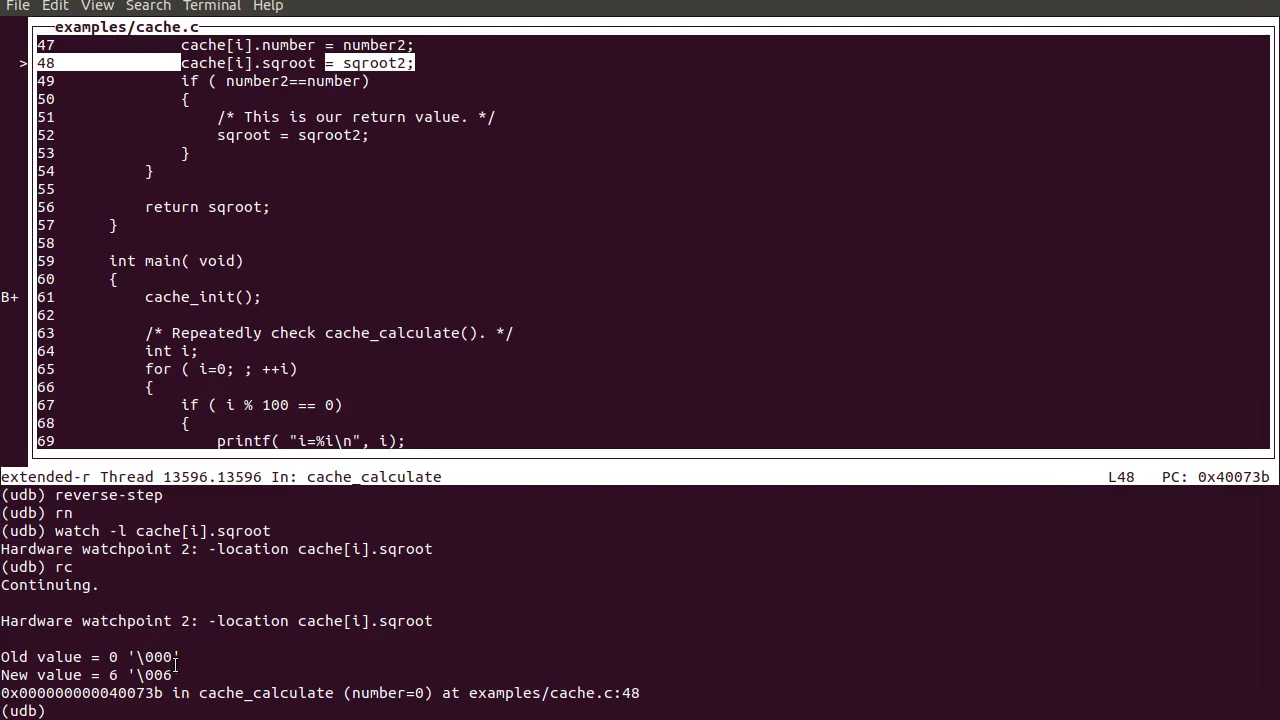 File Edit View Search Terminal Help
examples/cache.c
47 cache[i].number = number2;
> 48 cache[i].sqroot = sqroot2;
49 if ( number2==number)
50 {
51 /* This is our return value. */
52 sqroot = sqroot2;
53 }
54 }
55
56 return sqroot;
57 }
58
59 int main( void)
60 {
B+ 61 cache_init();
62
63 /* Repeatedly check cache_calculate(). */
64 int i;
65 for ( i=0; ; ++i)
66 {
67 if ( i % 100 == 0)
68 {
69 printf( "i=%i\n", i);
extended-r Thread 13596.13596 In: cache_calculate L48 PC: 0x40073b
(udb) reverse-step
(udb) rn
(udb) watch -l cache[i].sqroot
Hardware watchpoint 2: -location cache[i].sqroot
(udb) rc
Continuing.
Hardware watchpoint 2: -location cache[i].sqroot
Old value = 0 '\000'
New value = 6 '\006'
0x000000000040073b in cache_calculate (number=0) at examples/cache.c:48
(udb)